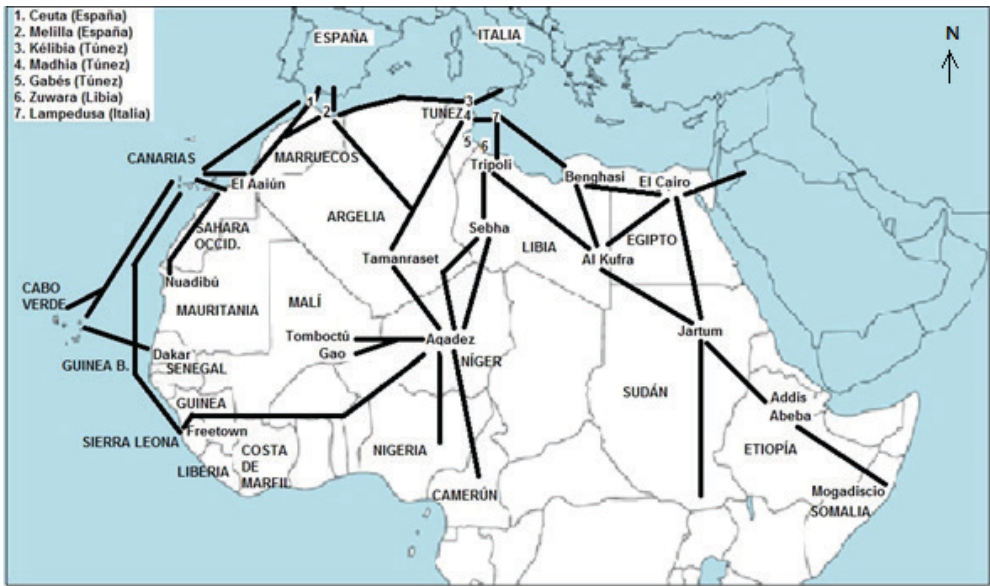 1. Ceuta (España)
2. Melilla (España)
3. Kélibia (Túnez)
4. Madhia (Túnez)
5. Gabés (Túnez)
6. Zuwara (Libia)
7. Lampedusa (Italia)
ESPAÑA
ITALIA
N
1
2
3
TUNEZ
4
7
5
6
CANARIAS
MARRUECOS
Tripoli
Benghasi
El Cairo
El Aaiún
ARGELIA
SAHARA
OCCID.
Sebha
LIBIA
EGIPTO
Tamanraset
Al Kufra
Nuadibú
CABO
VERDE
MAURITANIA
MALÍ
Tomboctú
Gao
Aqadez
NÍGER
Jartum
Dakar
GUINEA B.
SENEGAL
SUDÁN
Addis
Abeba
GUINEA
SIERRA LEONA
Freetown
COSTA
DE
MARFIL
NIGERIA
ETIOPÍA
LIBERIA
CAMERÚN
Mogadiscio
SOMALIA